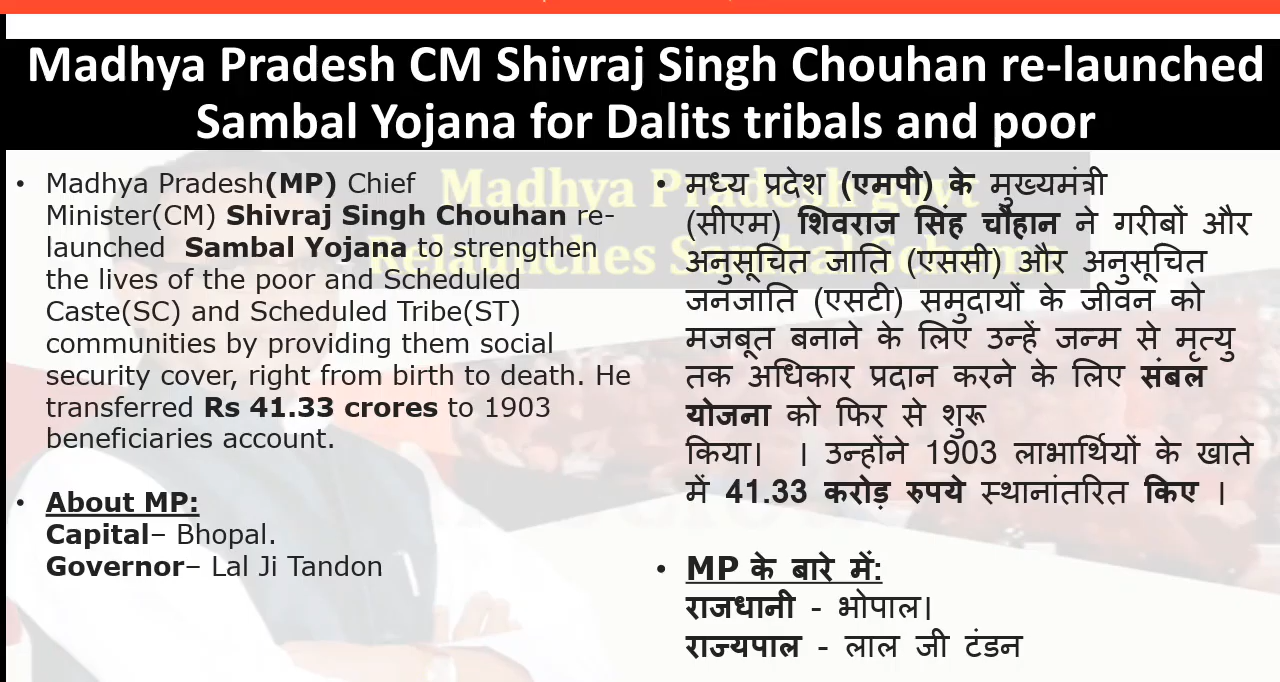 Madhya Pradesh CM Shivraj Singh Chouhan re-launched
Sambal Yojana for Dalits tribals and poor
Madhya Pradesh govt
Relaunches Sambal Scheme
• Madhya Pradesh(MP) Chief
Minister(CM) Shivraj Singh Chouhan re-
launched Sambal Yojana to strengthen
the lives of the poor and Scheduled
Caste(SC) and Scheduled Tribe(ST)
communities by providing them social
security cover, right from birth to death. He
transferred Rs 41.33 crores to 1903
beneficiaries account.
• About MP:
Capital– Bhopal.
Governor– Lal Ji Tandon
• मध्य प्रदेश (एमपी) के मुख्यमंत्री
(सीएम) शिवराज सिंह चौहान ने गरीबों और
अनुसूचित जाति (एससी) और अनुसूचित
जनजाति (एसटी) समुदायों के जीवन को
मजबूत बनाने के लिए उन्हें जन्म से मृत्यु
तक अधिकार प्रदान करने के लिए संबल
योजना को फिर से शुरू
किया। । उन्होंने 1903 लाभार्थियों के खाते
में 41.33 करोड़ रुपये स्थानांतरित किए ।
• MP के बारे में:
राजधानी - भोपाल।
राज्यपाल - लाल जी टंडन